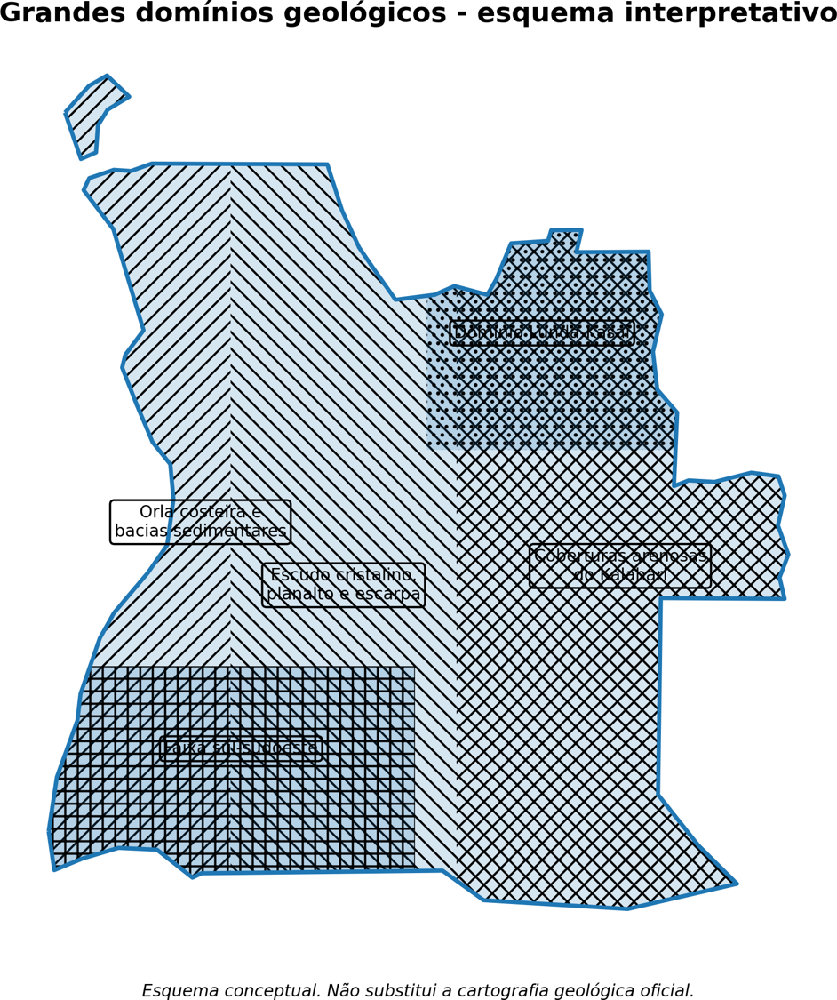 Grandes domínios geológicos - esquema interpretativo
Domínio Lunda-Kasai
Orla costeira e
bacias sedimentares
Coberturas arenosas
do Kalahari
Escudo cristalino,
planalto e escarpa
Faixa sul-sudoeste
Esquema conceptual. Não substitui a cartografia geológica oficial.